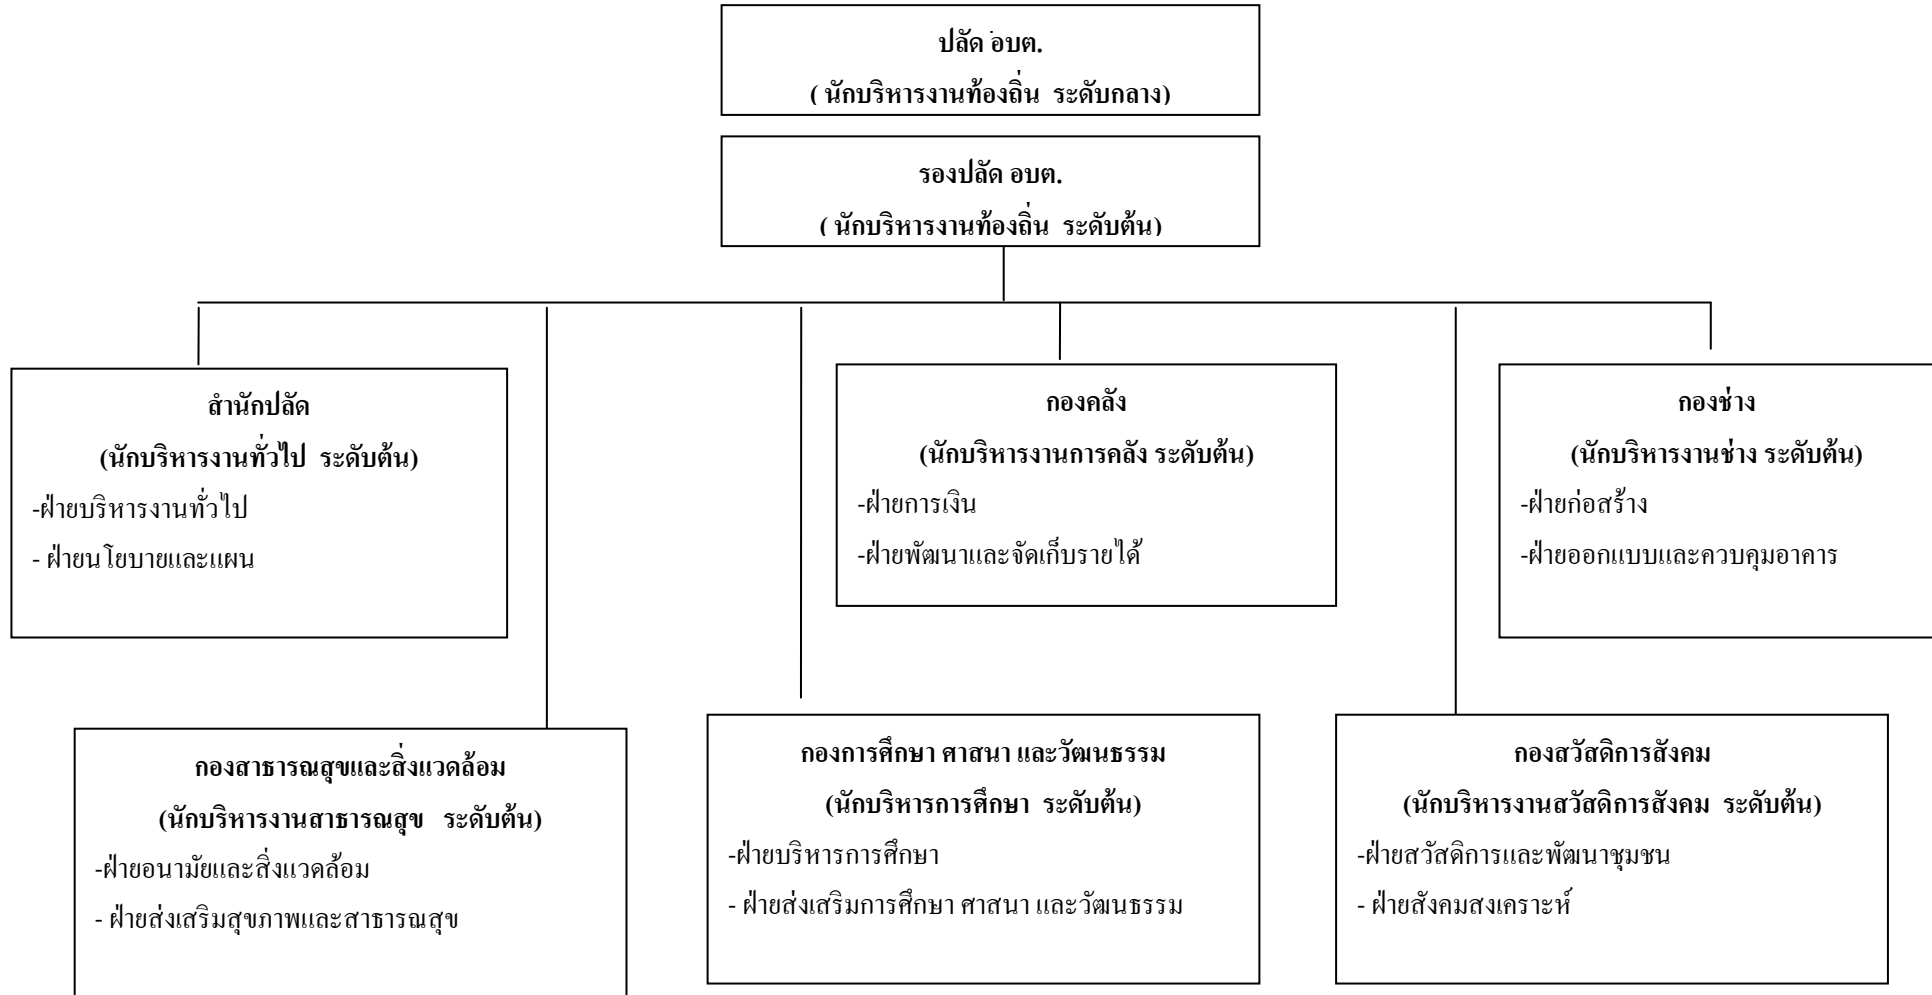 ปลัด อบต.
( นักบริหารงานท้องถิ่น ระดับกลาง)
รองปลัด อบต.
( นักบริหารงานท้องถิ่น ระดับต้น)
สำนักปลัด
(นักบริหารงานทั่วไป ระดับต้น)
-ฝ่ายบริหารงานทั่วไป
- ฝ่ายนโยบายและแผน
กองคลัง
(นักบริหารงานการคลัง ระดับต้น)
-ฝ่ายการเงิน
-ฝ่ายพัฒนาและจัดเก็บรายได้
กองช่าง
(นักบริหารงานช่าง ระดับต้น)
-ฝ่ายก่อสร้าง
-ฝ่ายออกแบบและควบคุมอาคาร
กองสาธารณสุขและสิ่งแวดล้อม
(นักบริหารงานสาธารณสุข ระดับต้น)
-ฝ่ายอนามัยและสิ่งแวดล้อม
- ฝ่ายส่งเสริมสุขภาพและสาธารณสุข
กองการศึกษา ศาสนา และวัฒนธรรม
(นักบริหารการศึกษา ระดับต้น)
-ฝ่ายบริหารการศึกษา
- ฝ่ายส่งเสริมการศึกษา ศาสนา และวัฒนธรรม
กองสวัสดิการสังคม
(นักบริหารงานสวัสดิการสังคม ระดับต้น)
-ฝ่ายสวัสดิการและพัฒนาชุมชน
- ฝ่ายสังคมสงเคราะห์